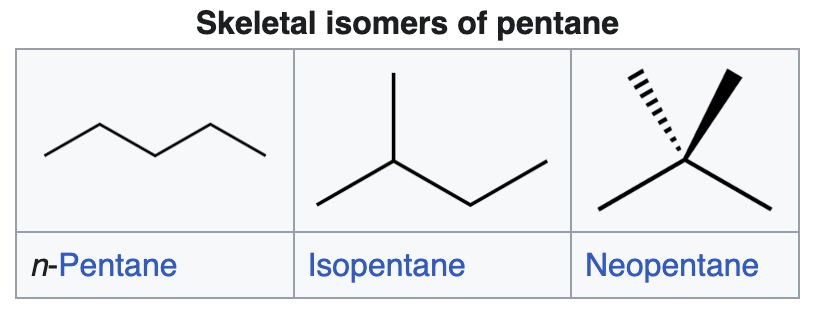 Skeletal isomers of pentane
n-Pentane
Isopentane
Neopentane